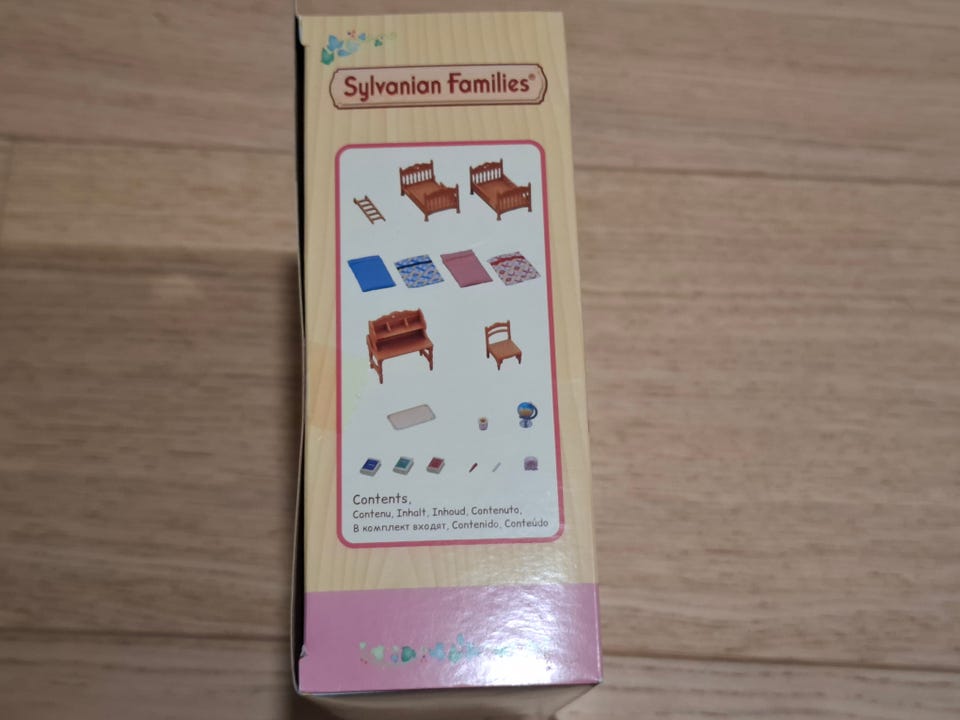 Sylvanian Families®
Contents,
Contenu, Inhalt, Inhoud, Contenuto,
В комплект входят, Contenido, Conteúdo